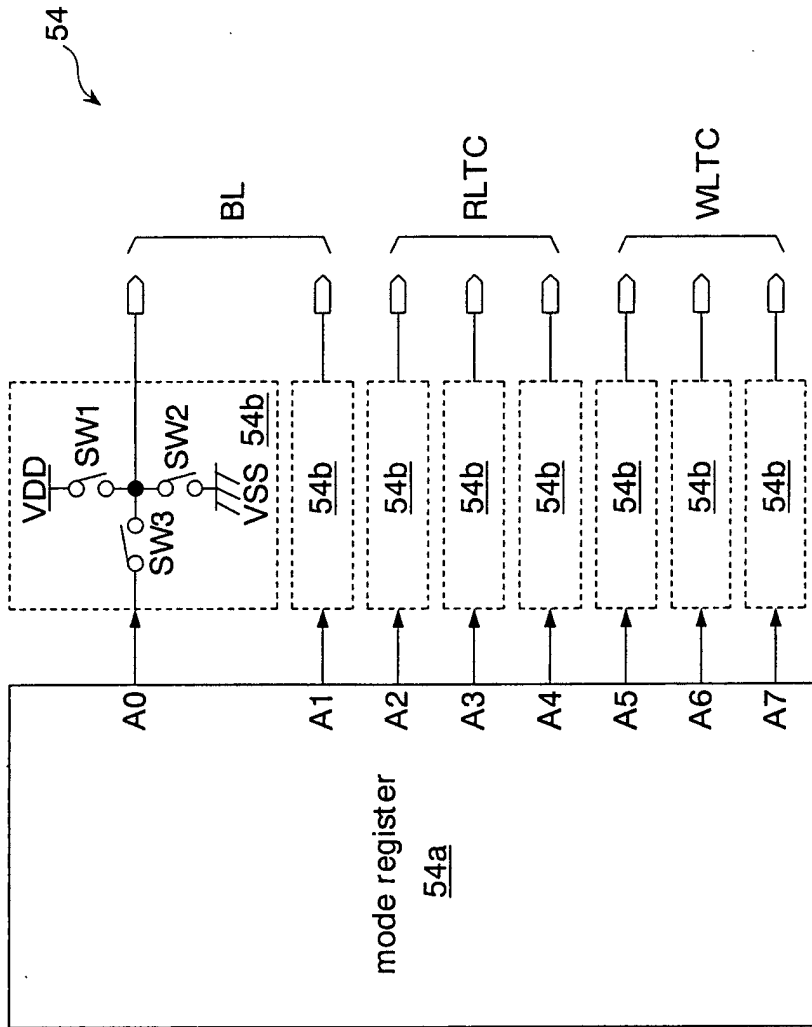 54
mode register
54a
A0
VDD
SW1
SW2
SW3
VSS
54b
BL
A1
54b
A2
54b
RLTC
A3
54b
A4
54b
A5
54b
WLTC
A6
54b
A7
54b